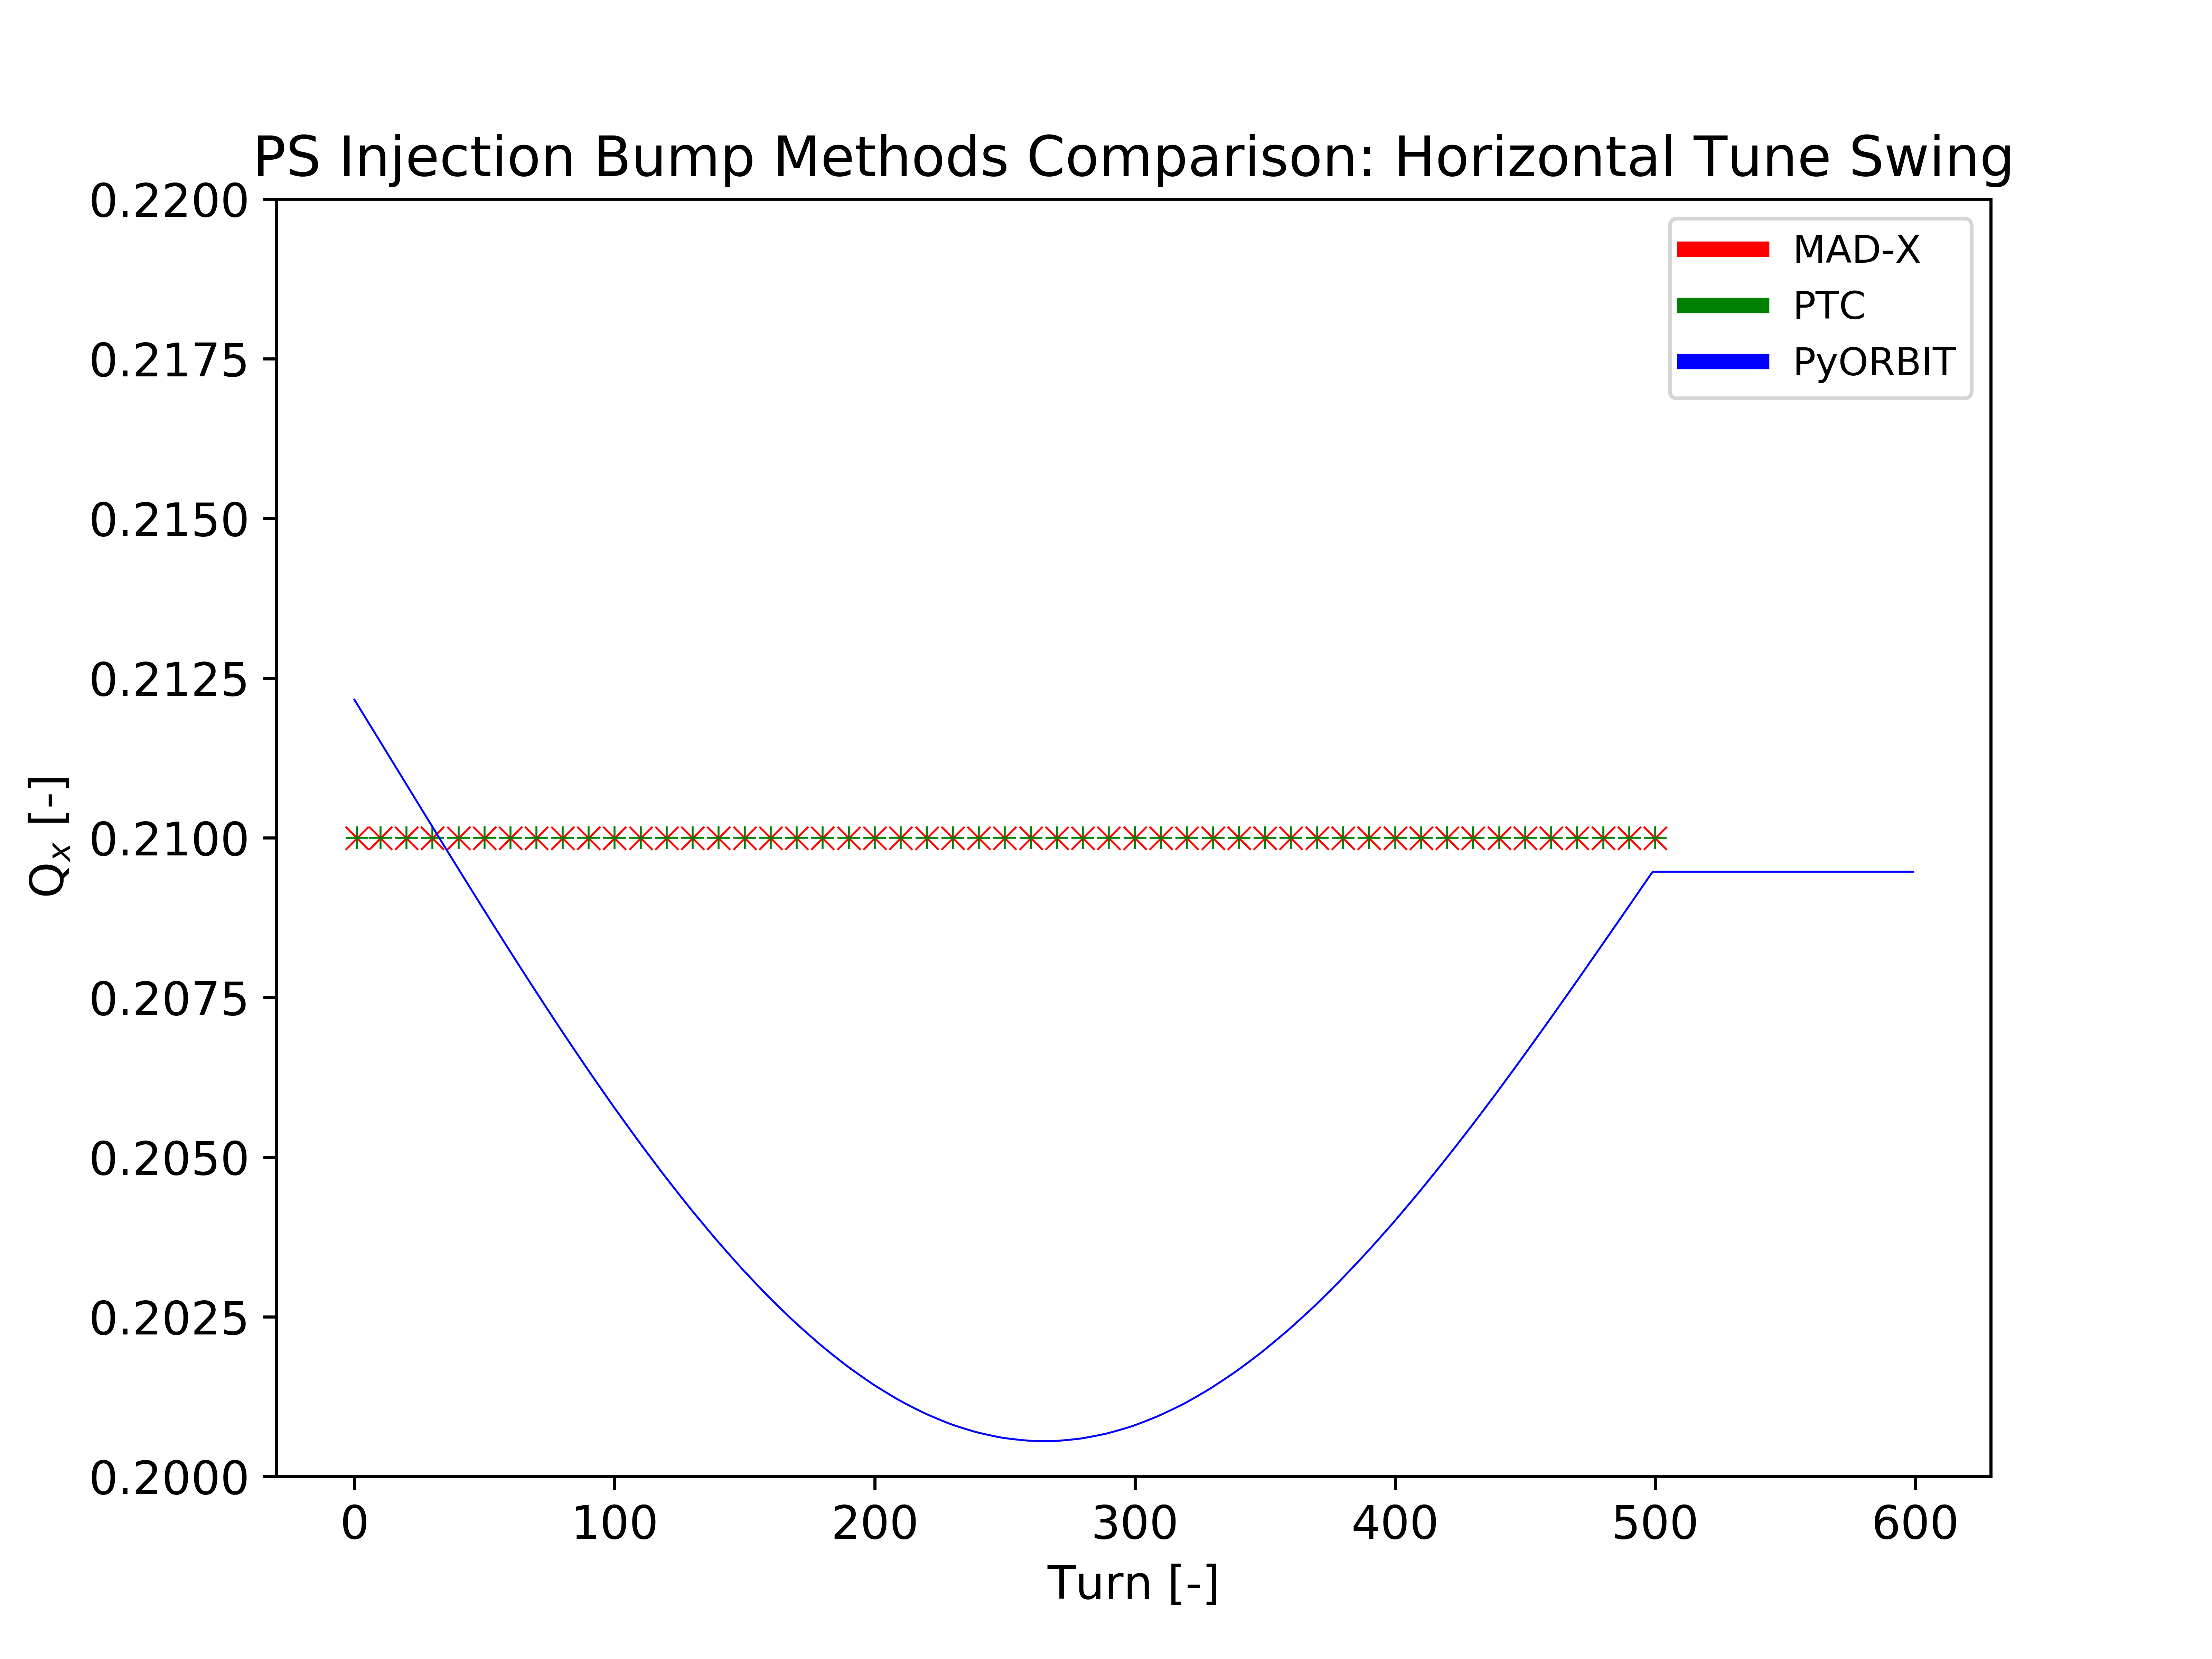 PS Injection Bump Methods Comparison: Horizontal Tune Swing
0.2200
0.2175
0.2150
0.2125
0.2100
0.2075
0.2050
0.2025
0.2000
Qx [-]
MAD-X
PTC
PyORBIT
0 100 200 300 400 500 600
Turn [-]